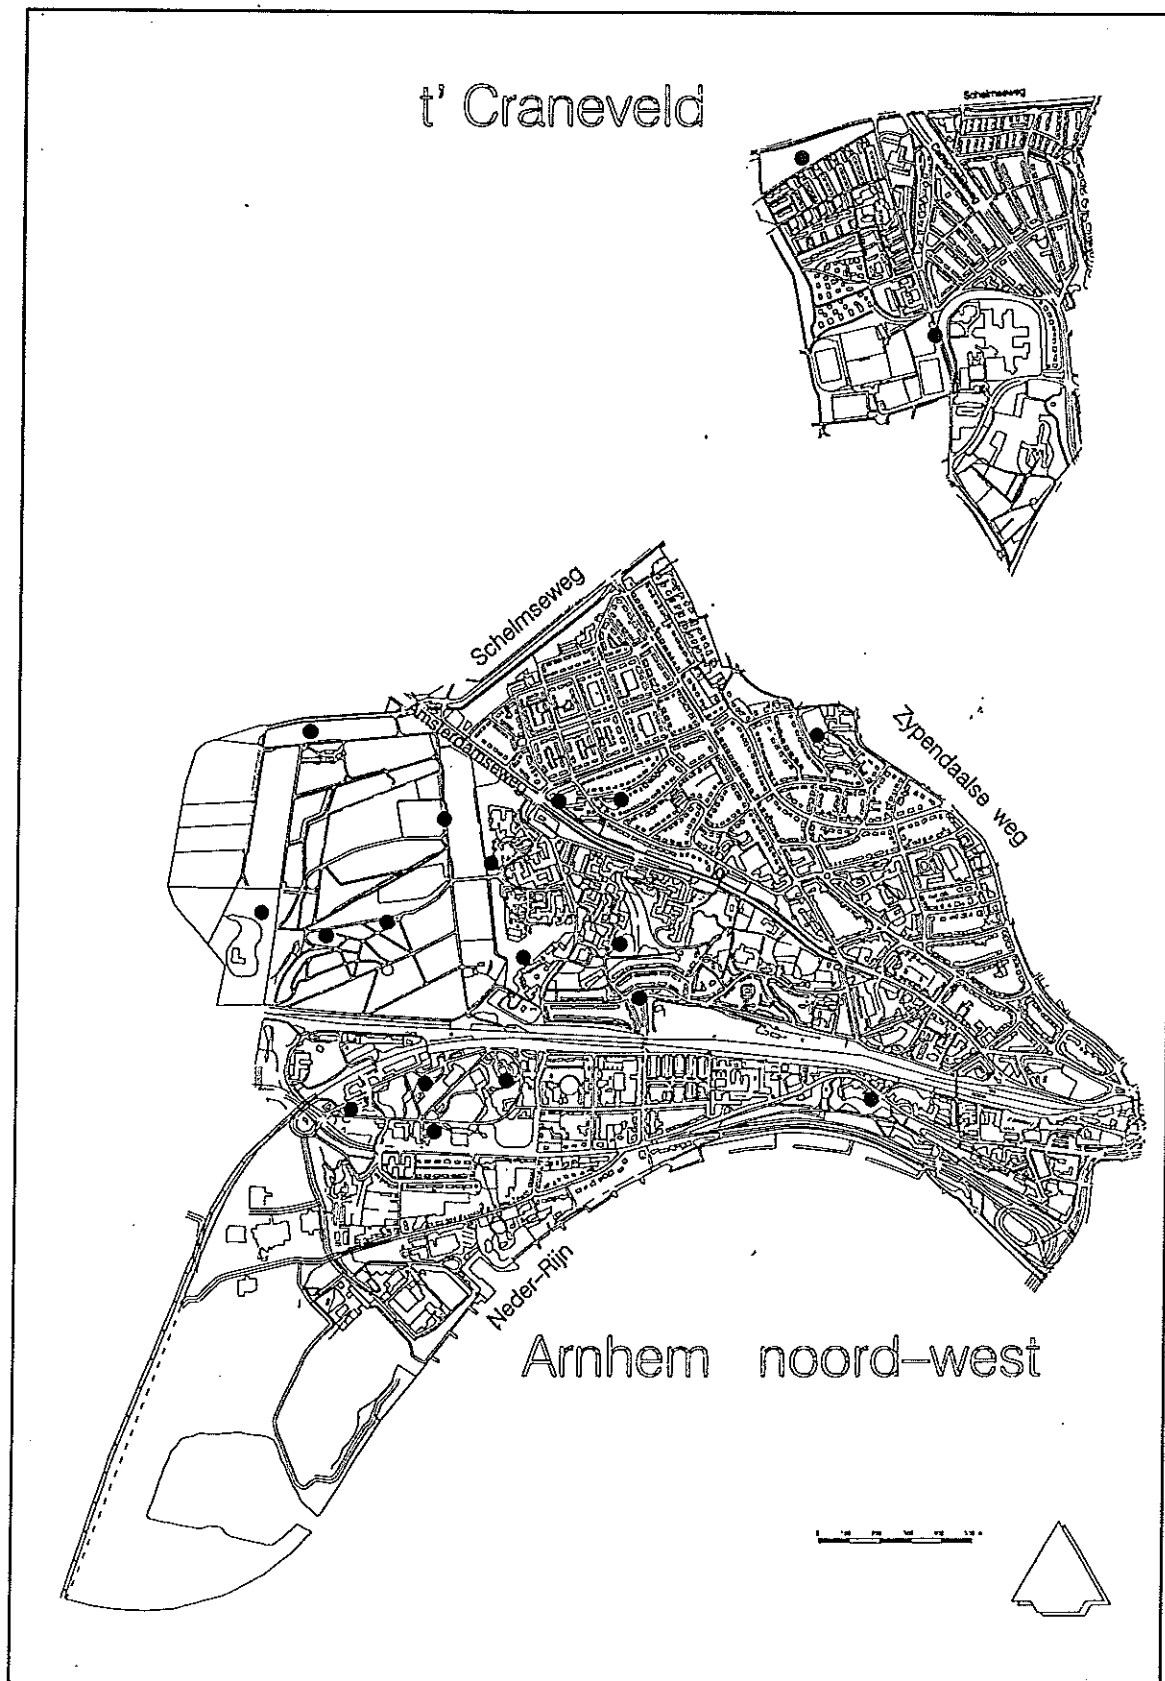 t' Craneveld
Schelmseweg
Schelmseweg
Amsterdamseweg
Zypendaalse weg
Neder-Rijn
Arnhem noord-west